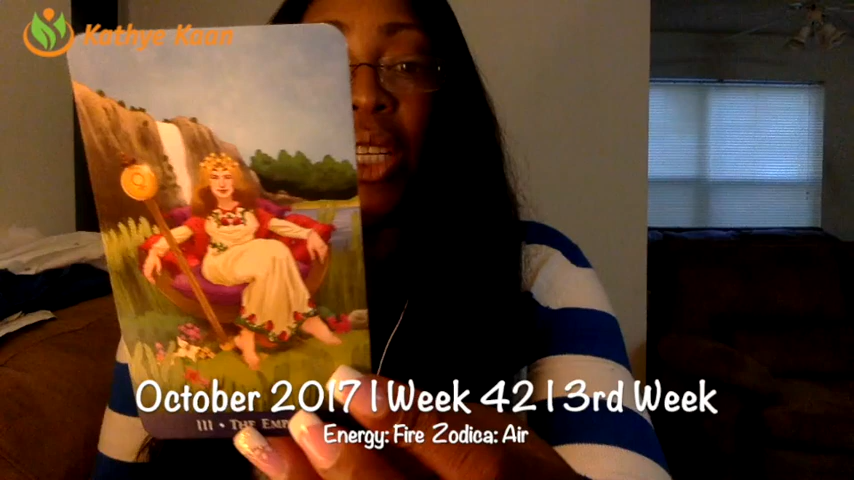 Kathye Kaan
October 2017 | Week 42 | 3rd Week
III • THE EMP
Energy: Fire Zodica: Air